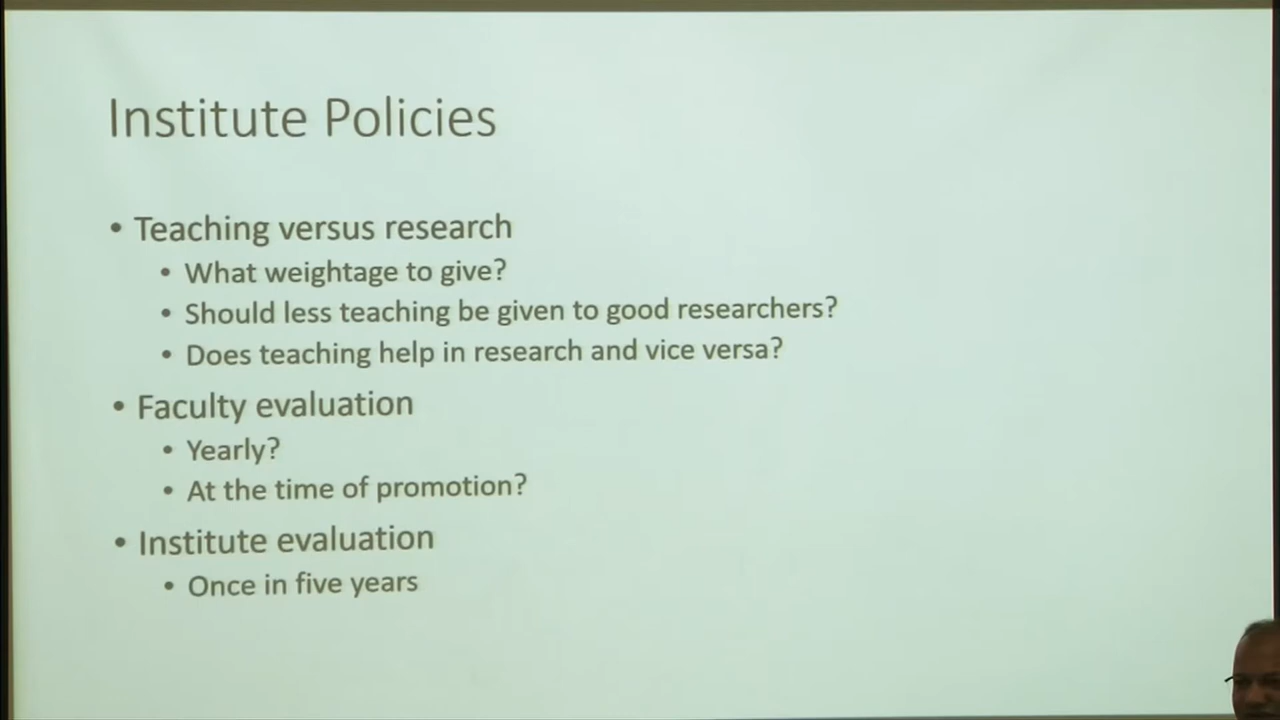 Institute Policies
• Teaching versus research
• What weightage to give?
• Should less teaching be given to good researchers?
• Does teaching help in research and vice versa?
• Faculty evaluation
• Yearly?
• At the time of promotion?
• Institute evaluation
• Once in five years